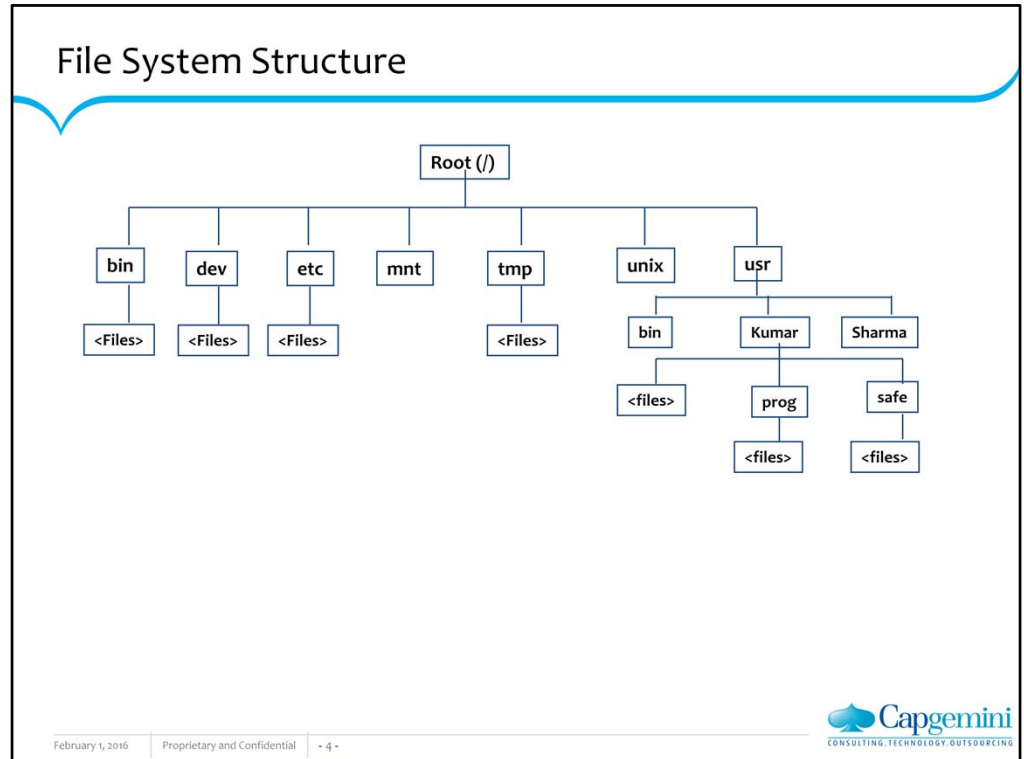 File System Structure
Root (/)
bin dev etc mnt tmp unix usr
<Files> <Files> <Files> <Files>
bin Kumar Sharma
<files> prog safe
<files> <files>
February 1, 2016 Proprietary and Confidential - 4 -
Capgemini
CONSULTING.TECHNOLOGY.OUTSOURCING